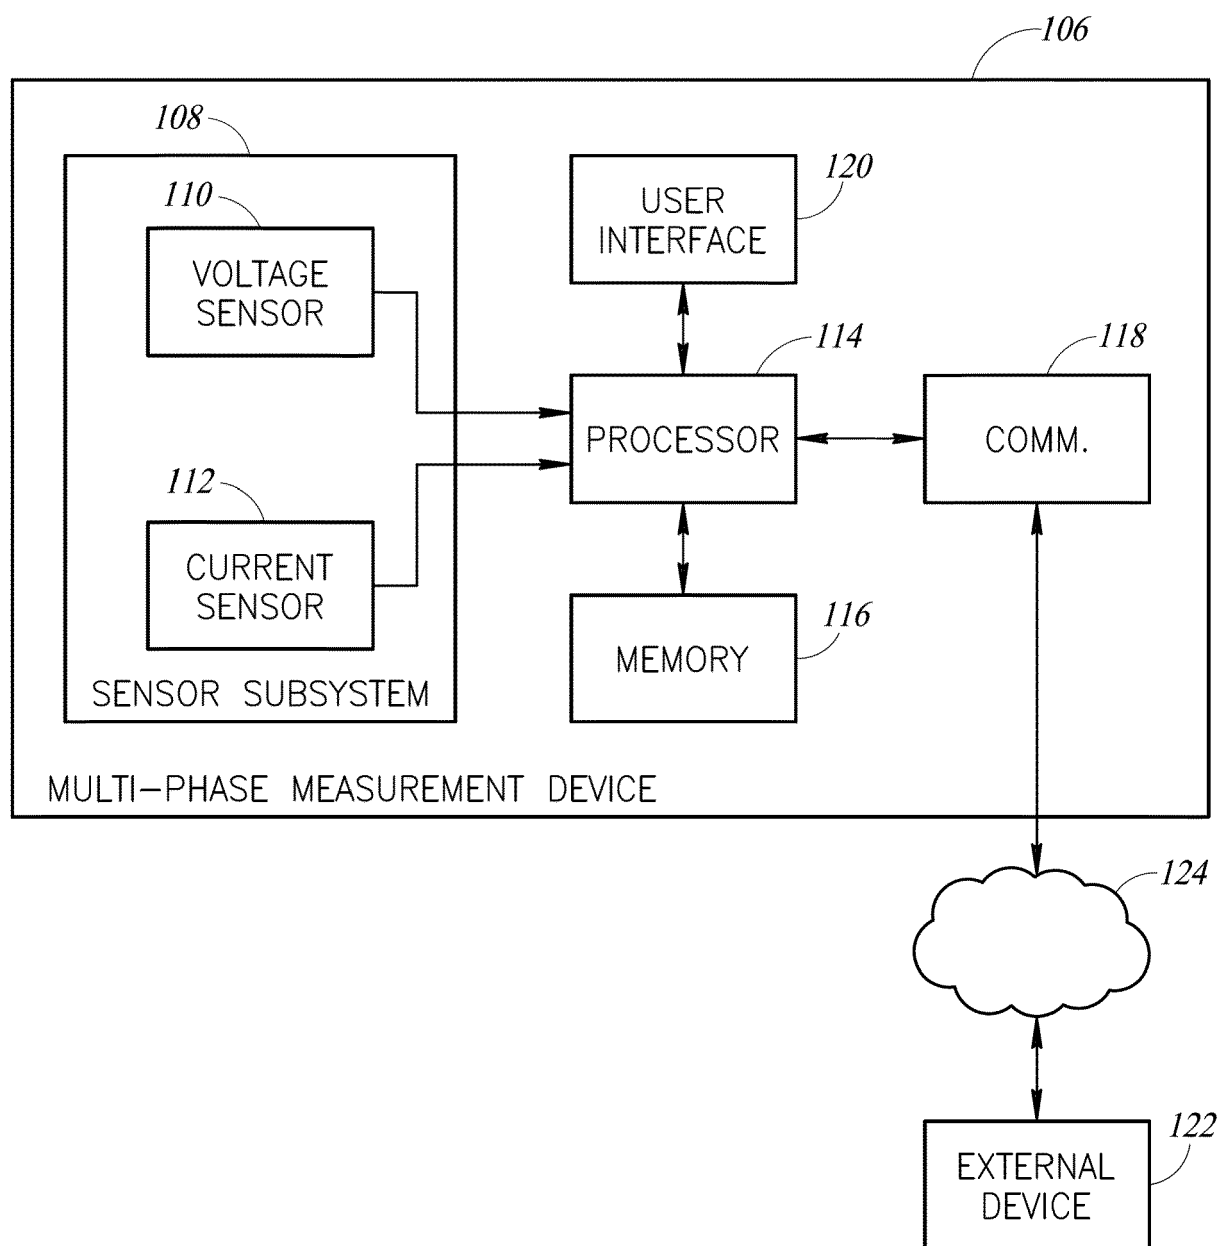 106
108
110
VOLTAGE
SENSOR
120
USER
INTERFACE
114
PROCESSOR
118
COMM.
112
CURRENT
SENSOR
116
MEMORY
SENSOR SUBSYSTEM
MULTI-PHASE MEASUREMENT DEVICE
124
122
EXTERNAL
DEVICE